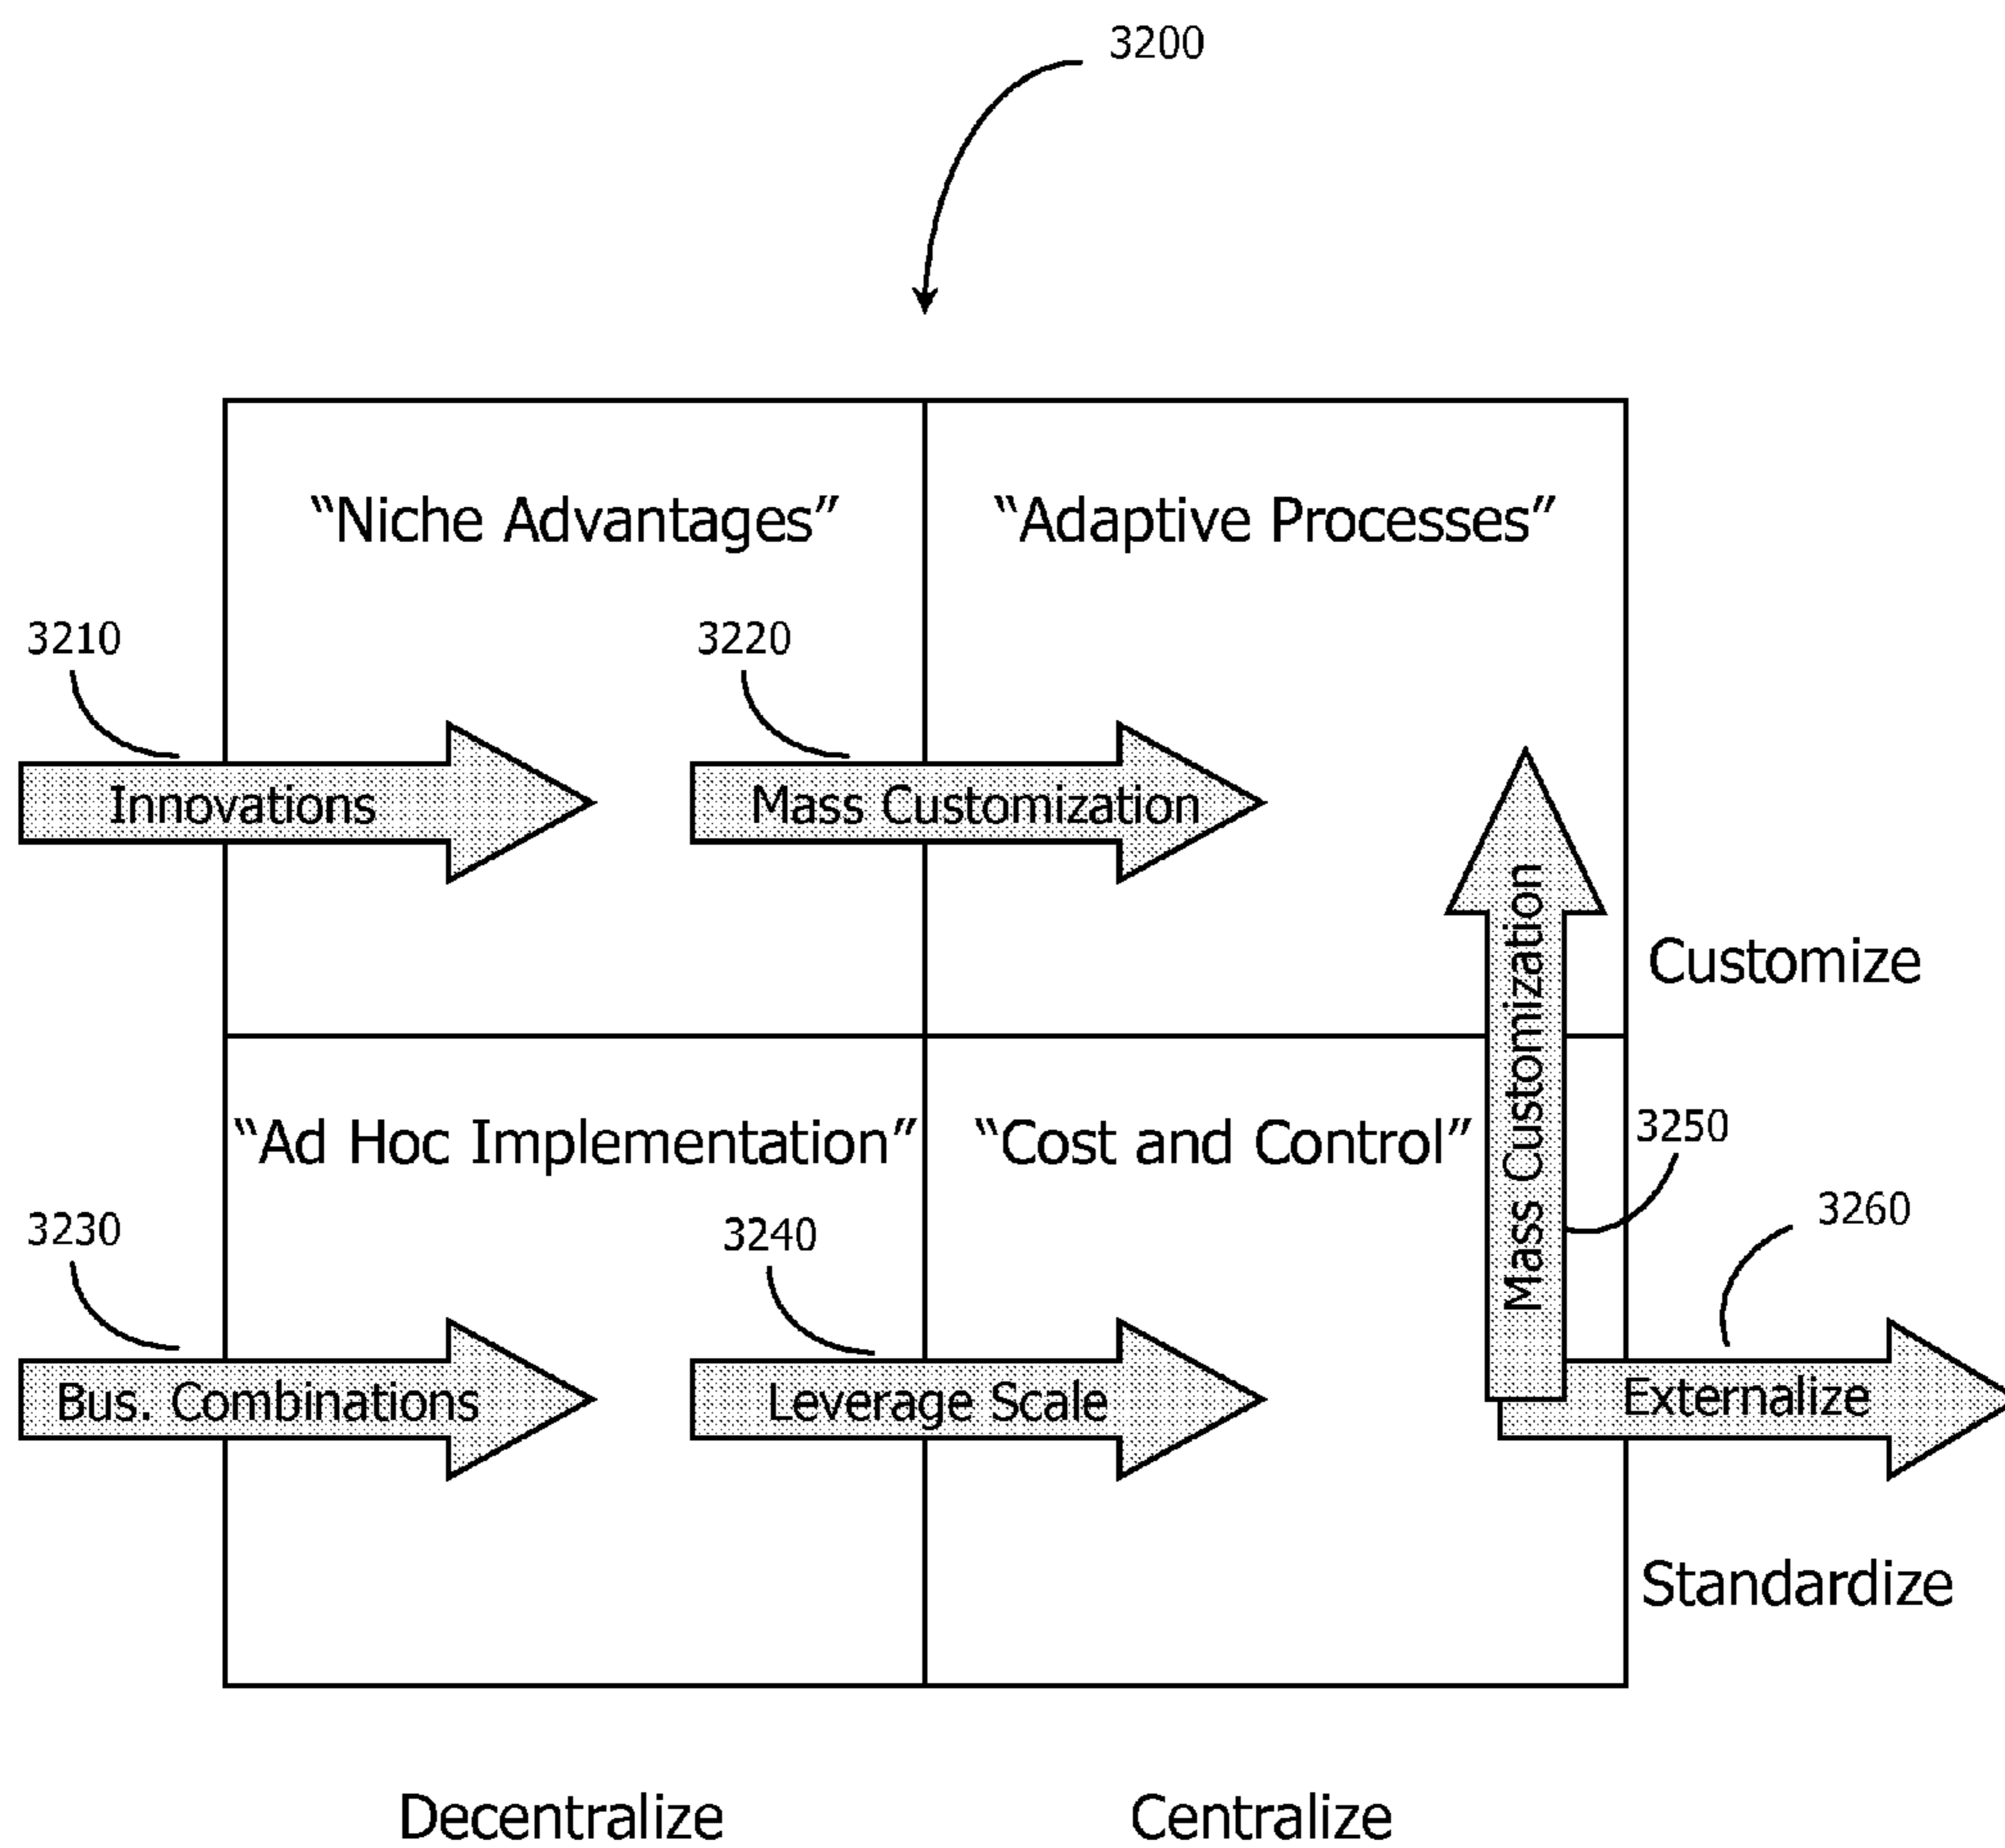 3200
“Niche Advantages”
“Adaptive Processes”
3210
3220
Innovations
Mass Customization
Customize
Mass Customization
“Ad Hoc Implementation”
“Cost and Control”
3250
3230
3240
3260
Bus. Combinations
Leverage Scale
Externalize
Standardize
Decentralize
Centralize